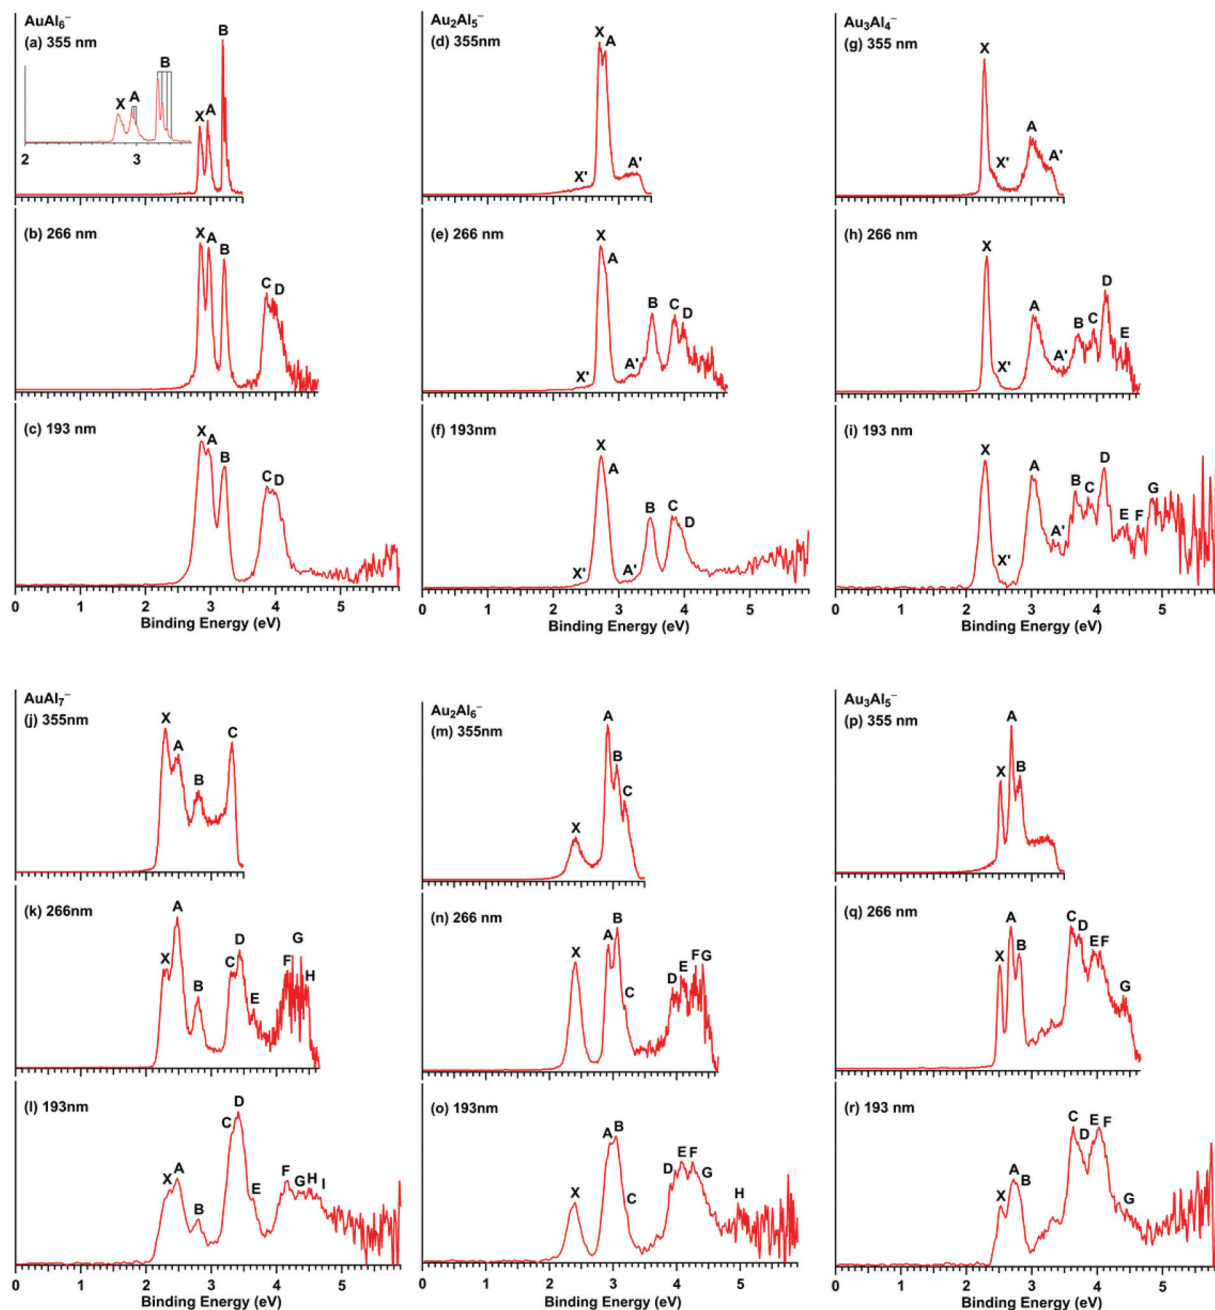 AuAl₆⁻
(a) 355 nm
B
X
A
B
X
A
2
3
(b) 266 nm
X
A
B
C
D
(c) 193 nm
X
A
B
C
D
0
1
2
3
4
5
Binding Energy (eV)
Au₂Al₅⁻
(d) 355nm
X
A
X'
A'
(e) 266 nm
X
A
B
C
D
X'
A'
(f) 193nm
X
A
B
C
D
X'
A'
0
1
2
3
4
5
Binding Energy (eV)
Au₃Al₄⁻
(g) 355 nm
X
X'
A
A'
(h) 266 nm
X
X'
A
A'
B
C
D
E
(i) 193 nm
X
X'
A
A'
B
C
D
E
F
G
0
1
2
3
4
5
Binding Energy (eV)
AuAl₇⁻
(j) 355nm
X
A
B
C
(k) 266nm
X
A
B
C
D
E
F
G
H
(l) 193nm
X
A
B
C
D
E
F
G
H
I
0
1
2
3
4
5
Binding Energy (eV)
Au₂Al₆⁻
(m) 355nm
X
A
B
C
(n) 266 nm
X
A
B
C
D
E
F
G
(o) 193nm
X
A
B
C
D
E
F
G
H
0
1
2
3
4
5
Binding Energy (eV)
Au₃Al₅⁻
(p) 355 nm
X
A
B
(q) 266 nm
X
A
B
C
D
E
F
G
(r) 193 nm
X
A
B
C
D
E
F
G
0
1
2
3
4
5
Binding Energy (eV)